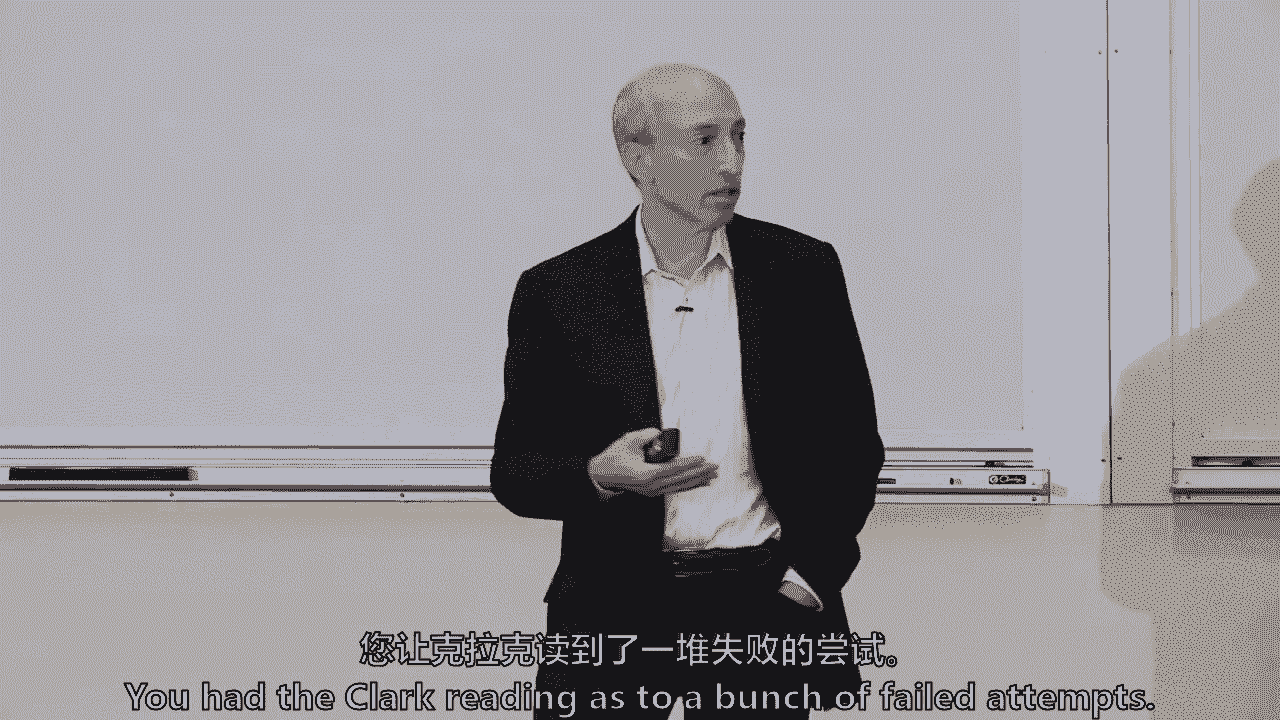 您让克拉克读到了一堆失败的尝试。
You had the Clark reading as to a bunch of failed attempts.